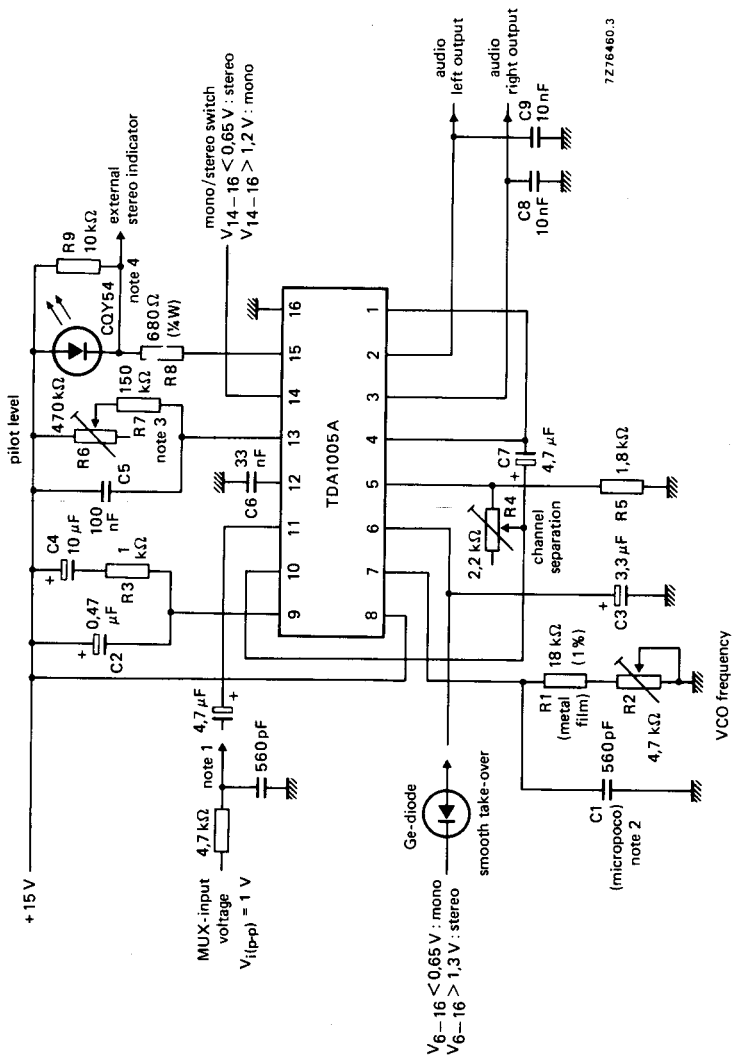 +15 V
pilot level
R9
10 kΩ
CQY54
external
stereo indicator
note 4
470 kΩ
R6
R7
150
kΩ
note 3
680 Ω
(¼W)
R8
C4
10 µF
+
R3
1
kΩ
C5
100
nF
C2
0,47
µF
+
mono/stereo switch
V14–16 < 0,65 V : stereo
V14–16 > 1,2 V : mono
C6
33
nF
MUX-input
voltage
Vi(p-p) = 1 V
4,7 kΩ
note 1
560 pF
4,7 µF
+
9
10
11
12
13
14
15
16
TDA1005A
8
7
6
5
4
3
2
1
audio
left output
audio
right output
C9
10 nF
C8
10 nF
C7
4,7 µF
+
2,2 kΩ
R4
channel
separation
R5
1,8 kΩ
+
C3
3,3 µF
V6–16 < 0,65 V : mono
V6–16 > 1,3 V : stereo
Ge-diode
smooth take-over
R1
(metal
film)
18 kΩ
(1%)
R2
4,7 kΩ
C1
560 pF
(micropoco)
note 2
VCO frequency
7Z76460.3